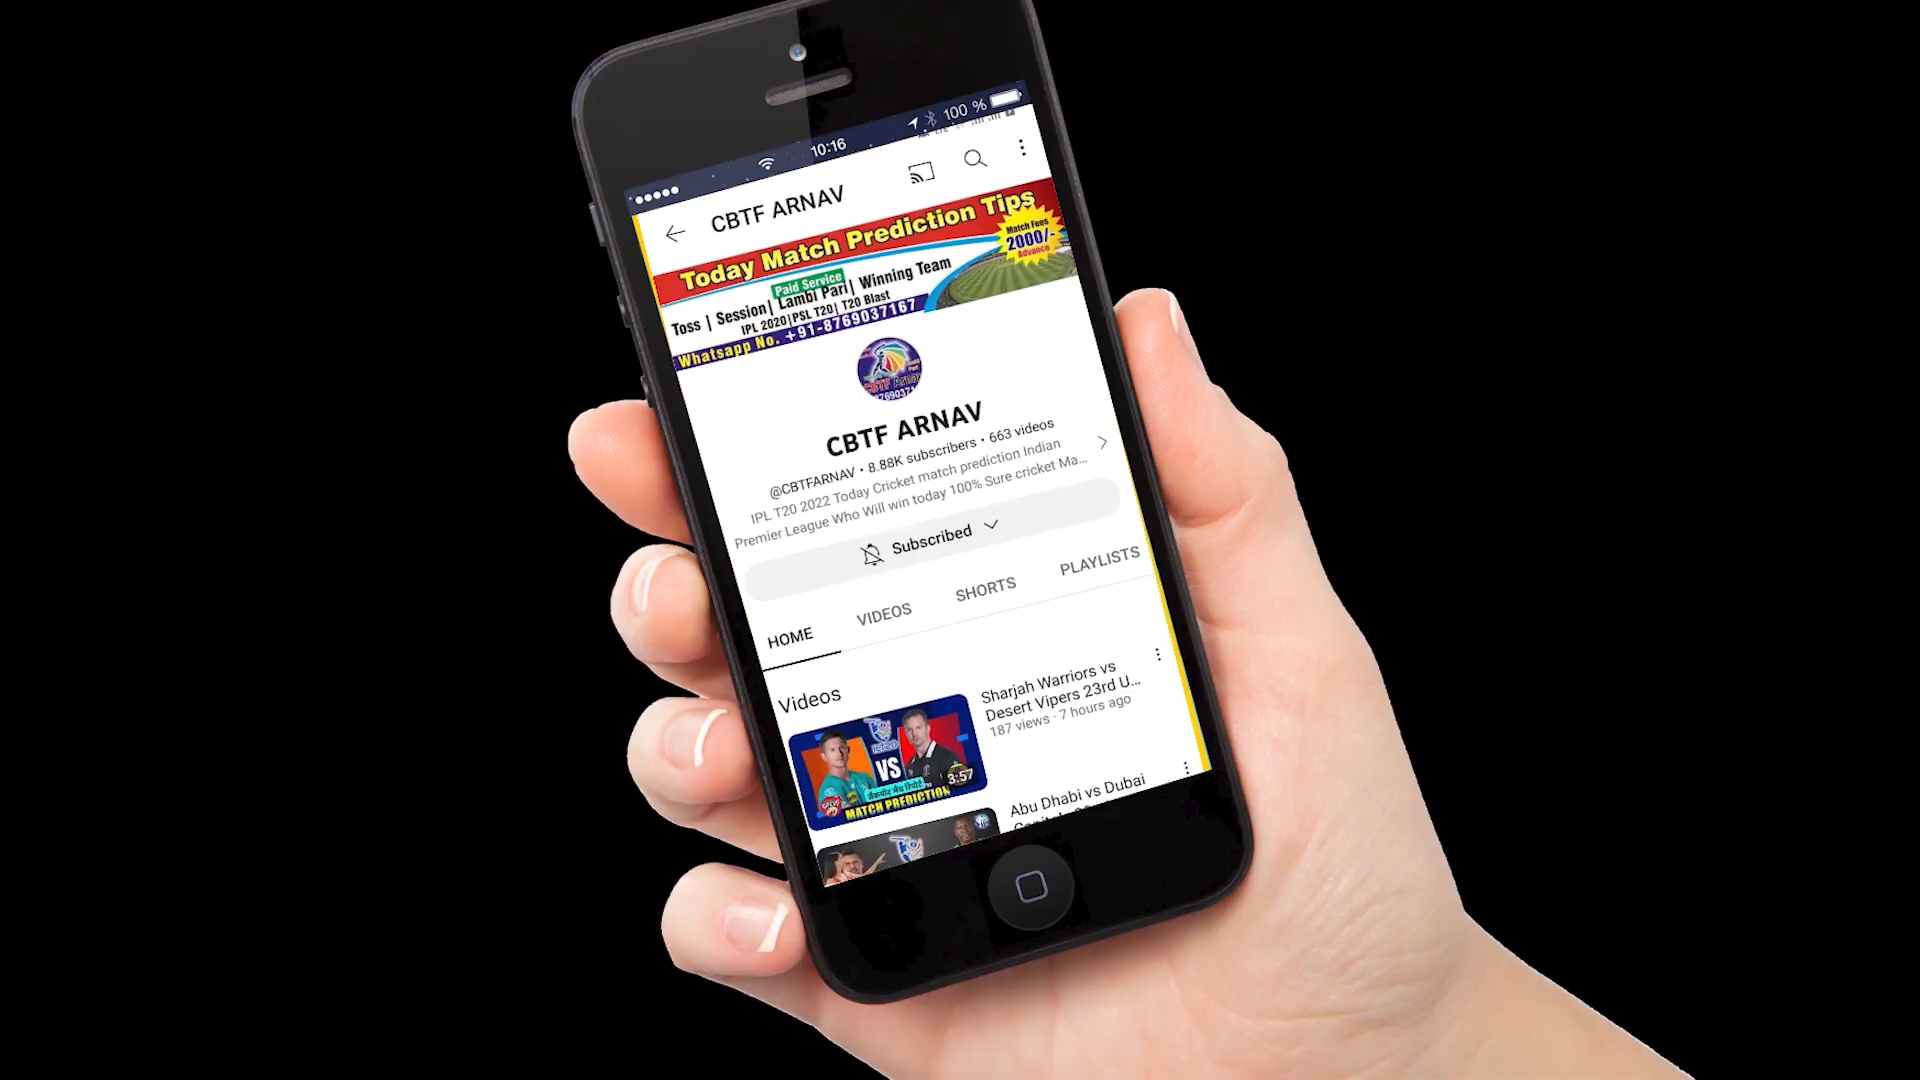 10:16
100 %
CBTF ARNAV
Today Match Prediction Tips
Match Fees
2000/-
Advance
Paid Service
Toss | Session| Lambi Pari| Winning Team
IPL 2020|PSL T20| T20 Blast
Whatsapp No. +91-8769037167
CBTF ARNAV
@CBTFARNAV • 8.88K subscribers • 663 videos
IPL T20 2022 Today Cricket match prediction Indian
Premier League Who Will win today 100% Sure cricket Ma...
Subscribed
HOME
VIDEOS
SHORTS
PLAYLISTS
Videos
Sharjah Warriors vs
Desert Vipers 23rd U...
187 views · 7 hours ago
VS
3:57
जैकपॉट मैच रिपोर्ट
MATCH PREDICTION
Abu Dhabi vs Dubai